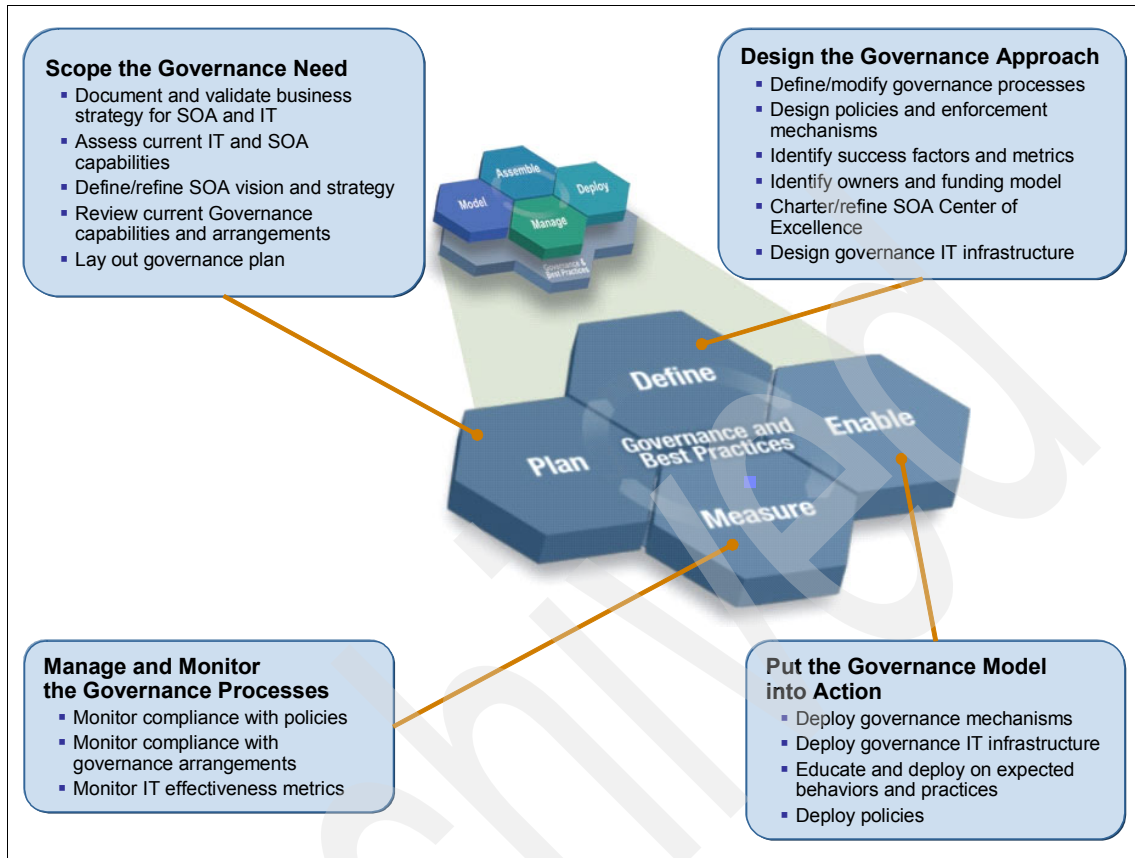 Scope the Governance Need
▪ Document and validate business
strategy for SOA and IT
▪ Assess current IT and SOA
capabilities
▪ Define/refine SOA vision and strategy
▪ Review current Governance
capabilities and arrangements
▪ Lay out governance plan
Design the Governance Approach
▪ Define/modify governance processes
▪ Design policies and enforcement
mechanisms
▪ Identify success factors and metrics
▪ Identify owners and funding model
▪ Charter/refine SOA Center of
Excellence
▪ Design governance IT infrastructure
Assemble
Model
Deploy
Manage
Governance &
Best Practices
Define
Enable
Governance and
Best Practices
Plan
Measure
Manage and Monitor
the Governance Processes
▪ Monitor compliance with policies
▪ Monitor compliance with
governance arrangements
▪ Monitor IT effectiveness metrics
Put the Governance Model
into Action
▪ Deploy governance mechanisms
▪ Deploy governance IT infrastructure
▪ Educate and deploy on expected
behaviors and practices
▪ Deploy policies